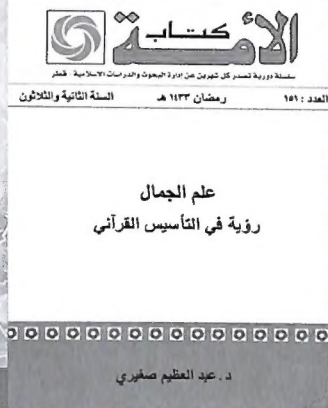 كتاب الأمة
سلسلة دورية تصدر كل شهرين عن إدارة البحوث والدراسات الإسلامية - قطر
العدد : ١٥١ رمضان ١٤٣٣ هـ السنة الثانية والثلاثون
علم الجمال
رؤية في التأسيس القرآني
د. عبد العظيم صغيري